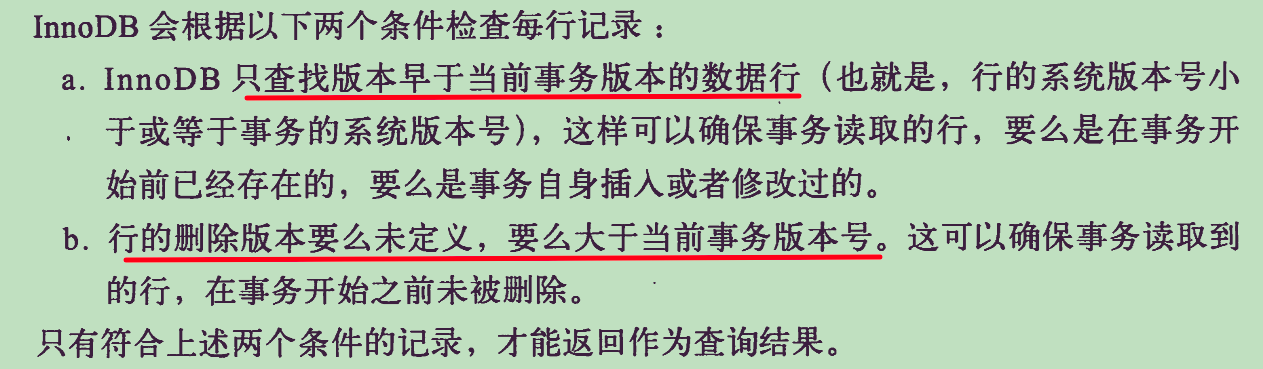 InnoDB 会根据以下两个条件检查每行记录：
a. InnoDB 只查找版本早于当前事务版本的数据行（也就是，行的系统版本号小
于或等于事务的系统版本号），这样可以确保事务读取的行，要么是在事务开
始前已经存在的，要么是事务自身插入或者修改过的。
b. 行的删除版本要么未定义，要么大于当前事务版本号。这可以确保事务读取到
的行，在事务开始之前未被删除。
只有符合上述两个条件的记录，才能返回作为查询结果。